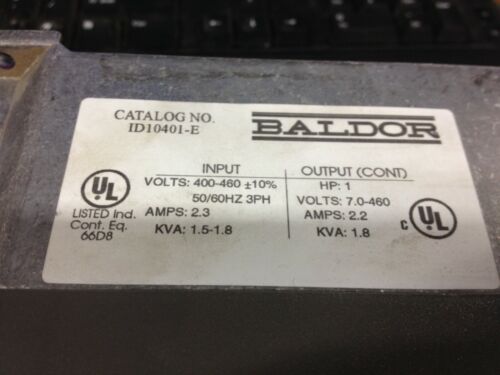 CATALOG NO.
ID10401-E
BALDOR
UL
LISTED Ind.
Cont. Eq.
66D8
INPUT
VOLTS: 400-460 ±10%
50/60HZ 3PH
AMPS: 2.3
KVA: 1.5-1.8
OUTPUT (CONT)
HP: 1
VOLTS: 7.0-460
AMPS: 2.2
KVA: 1.8
C UL